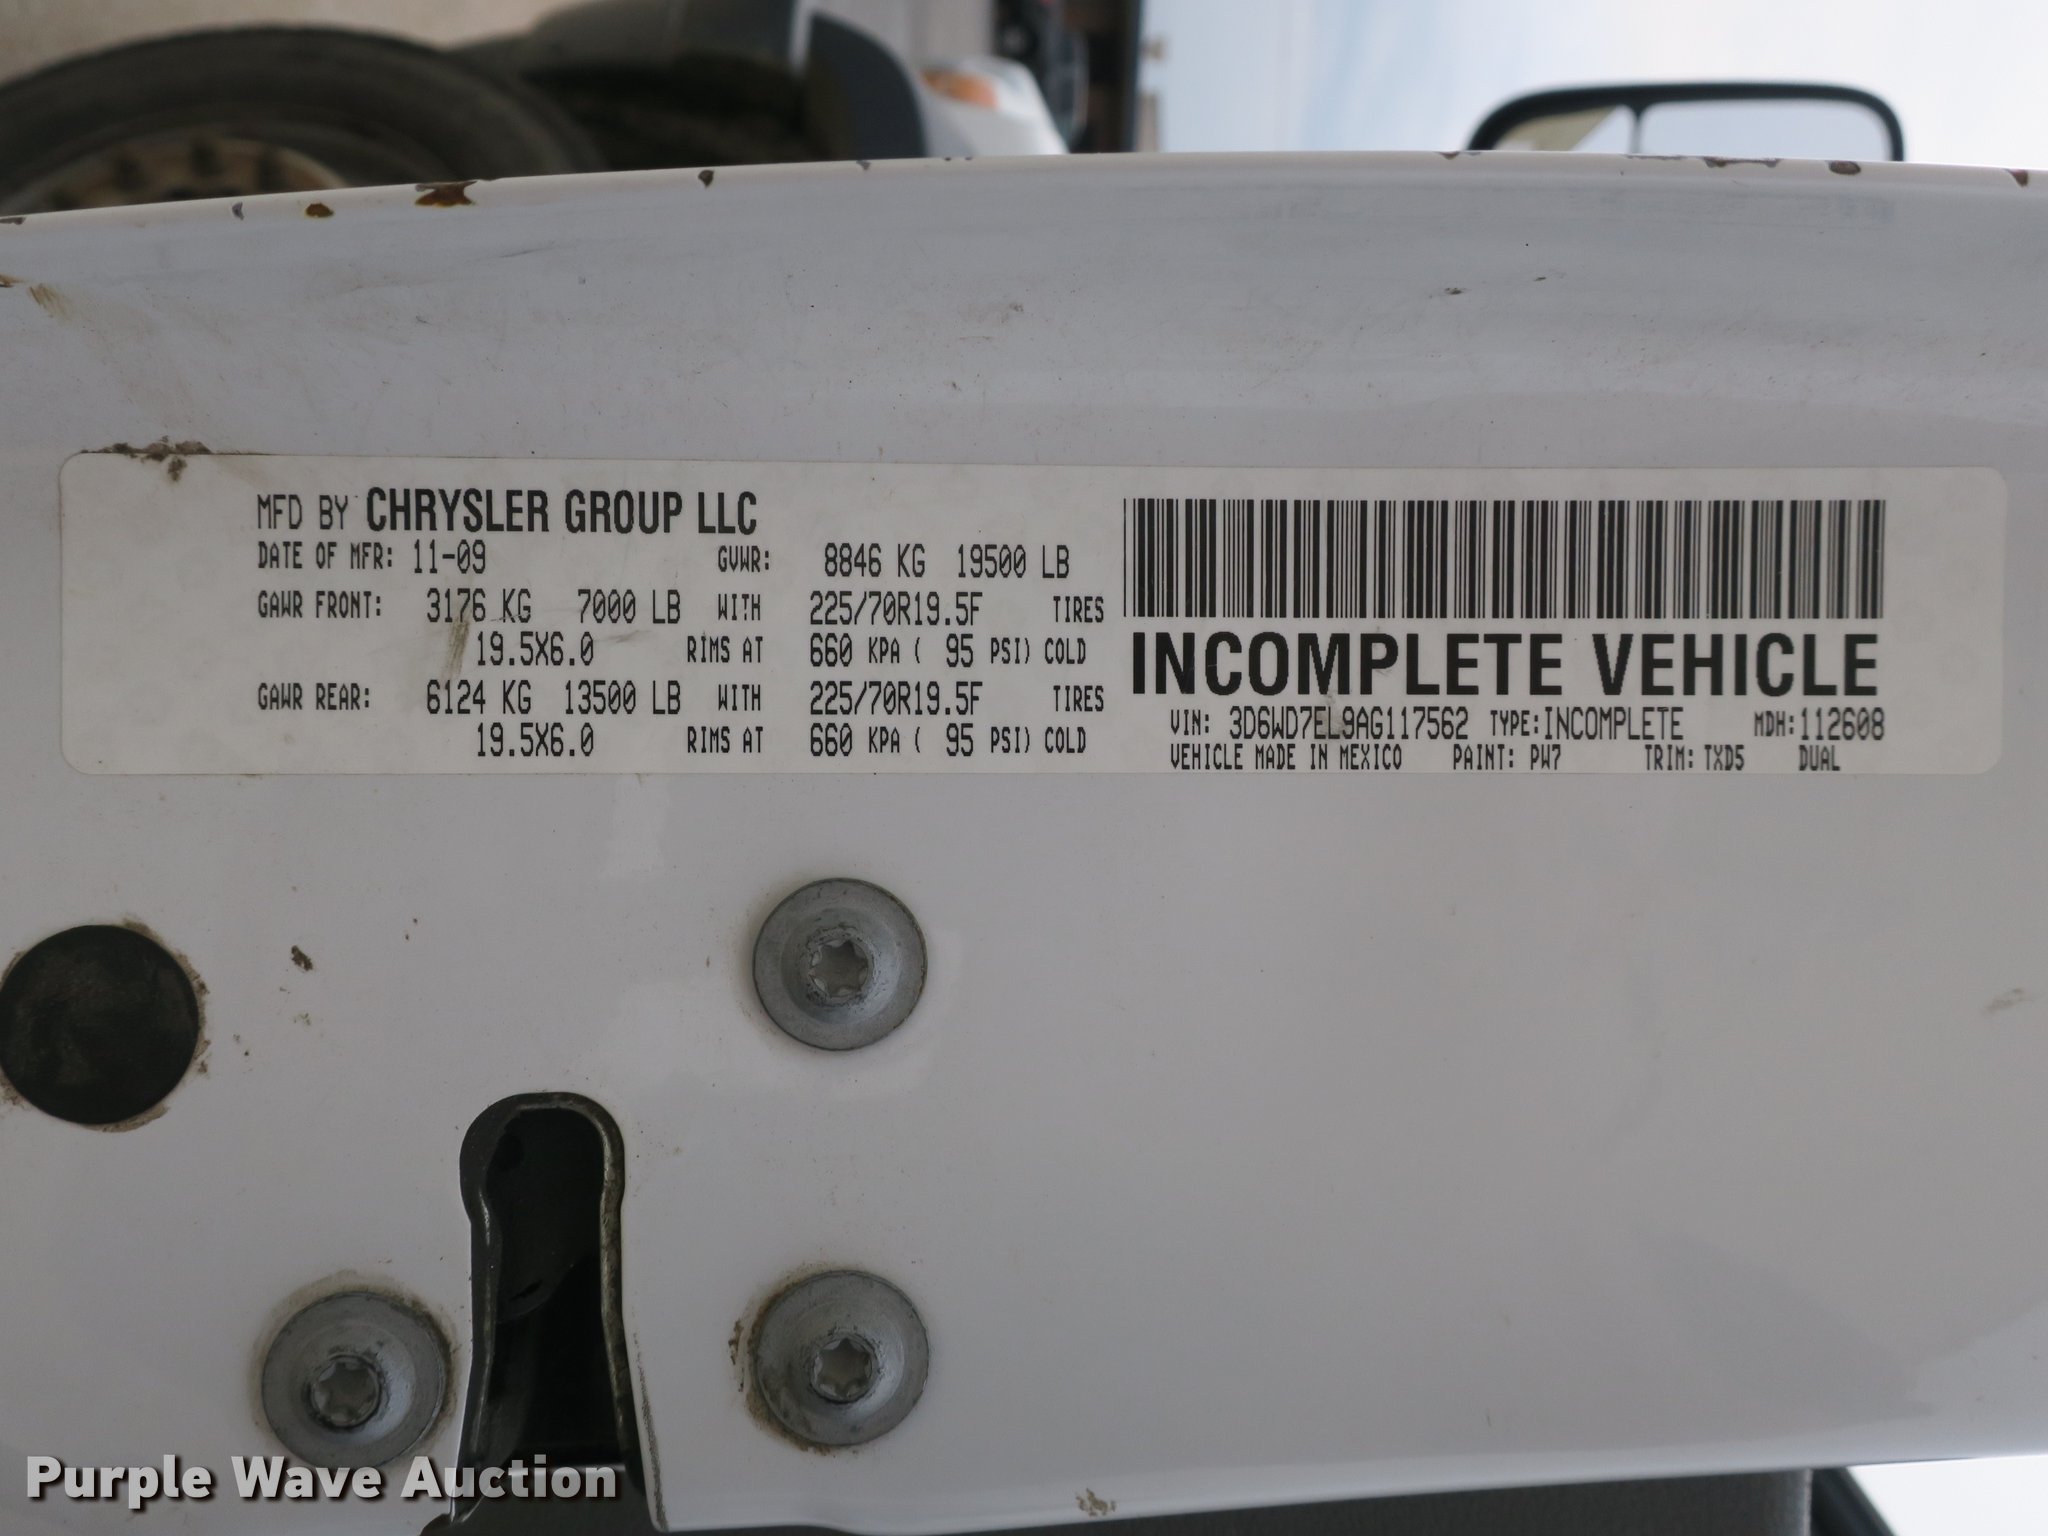 MFD BY CHRYSLER GROUP LLC
DATE OF MFR: 11-09 GVWR: 8846 KG 19500 LB
GAWR FRONT: 3176 KG 7000 LB WITH 225/70R19.5F TIRES
19.5X6.0 RIMS AT 660 KPA ( 95 PSI) COLD
GAWR REAR: 6124 KG 13500 LB WITH 225/70R19.5F TIRES
19.5X6.0 RIMS AT 660 KPA ( 95 PSI) COLD
INCOMPLETE VEHICLE
VIN: 3D6WD7EL9AG117562 TYPE:INCOMPLETE MDH:112608
VEHICLE MADE IN MEXICO PAINT: PW7 TRIM: TXD5 DUAL
Purple Wave Auction